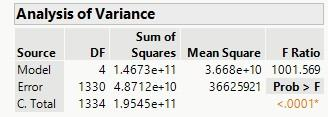 Analysis of Variance
Sum of
Source DF Squares Mean Square F Ratio
Model 4 1.4673e+11 3.668e+10 1001.569
Error 1330 4.8712e+10 36625921 Prob > F
C. Total 1334 1.9545e+11 <.0001*